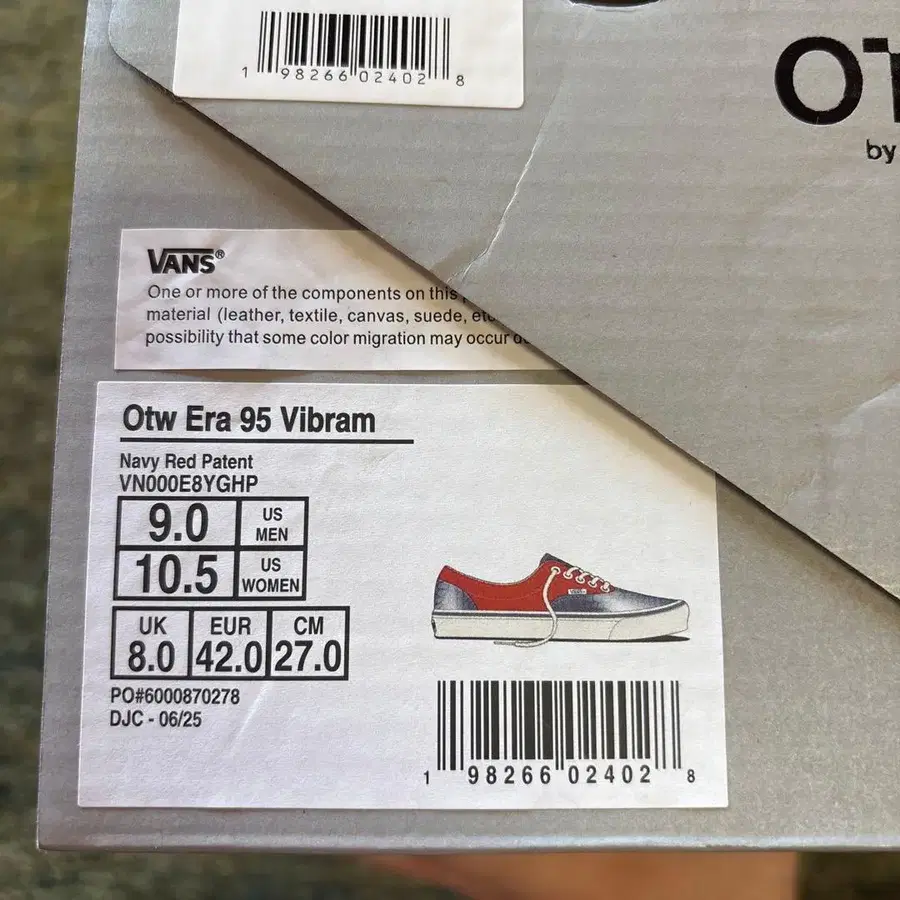 1 98266 02402 8
OT
by
VANS®
One or more of the components on this
material (leather, textile, canvas, suede, etc
possibility that some color migration may occur
Otw Era 95 Vibram
Navy Red Patent
VN000E8YGHP
9.0 US MEN
10.5 US WOMEN
UK EUR CM
8.0 42.0 27.0
PO#6000870278
DJC - 06/25
1 98266 02402 8